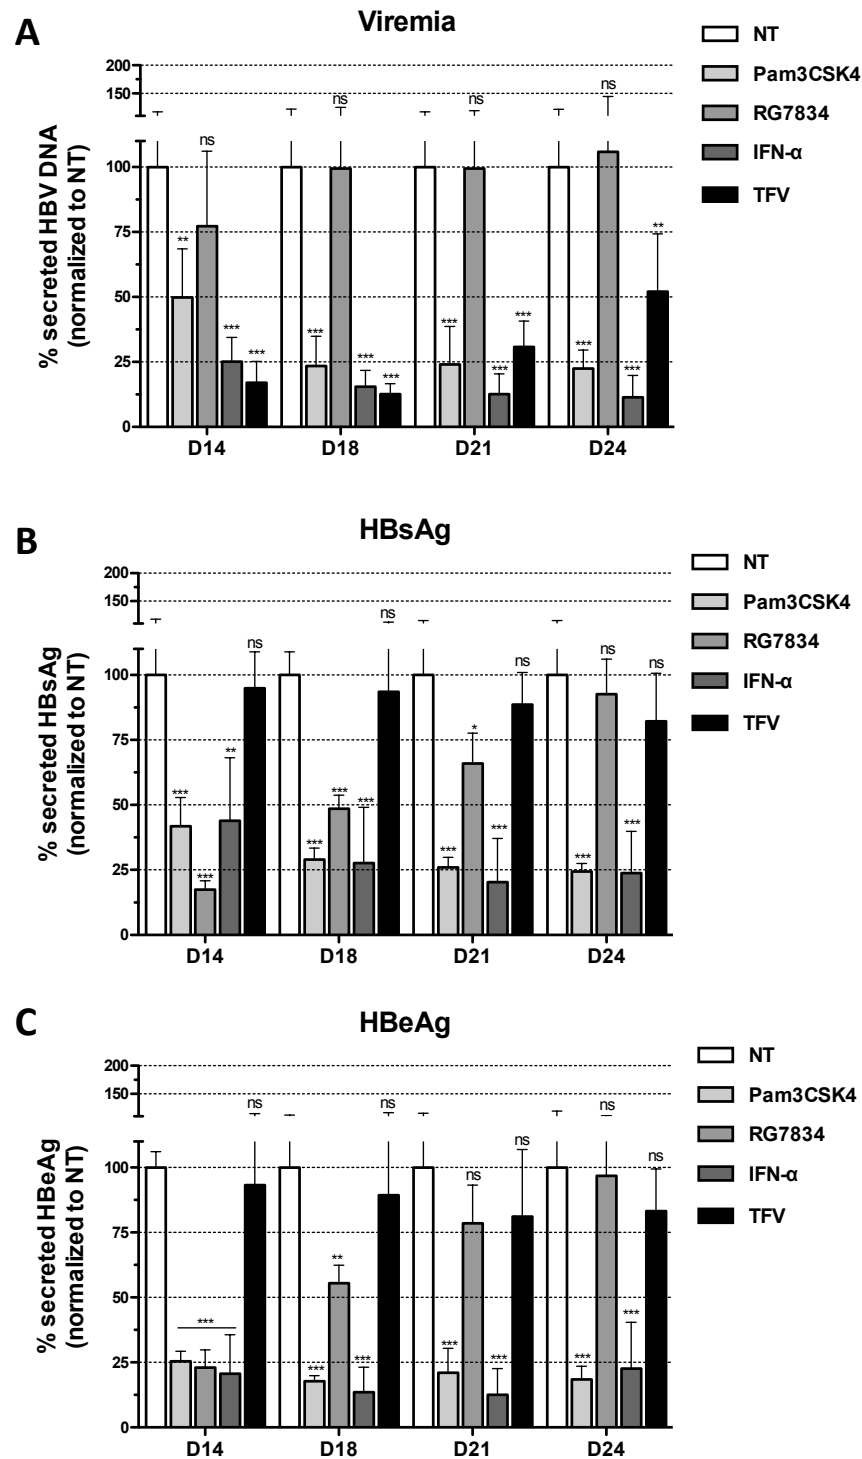 A
Viremia
% secreted HBV DNA
(normalized to NT)
200
150
100
75
50
25
0
ns
ns
ns
ns
**
***
***
***
***
***
***
***
***
***
***
**
D14
D18
D21
D24
NT
Pam3CSK4
RG7834
IFN-α
TFV
B
HBsAg
% secreted HBsAg
(normalized to NT)
200
150
100
75
50
25
0
***
***
**
ns
***
***
***
ns
***
*
***
ns
***
ns
***
ns
D14
D18
D21
D24
NT
Pam3CSK4
RG7834
IFN-α
TFV
C
HBeAg
% secreted HBeAg
(normalized to NT)
200
150
100
75
50
25
0
***
ns
***
**
***
ns
***
ns
***
ns
***
ns
***
ns
D14
D18
D21
D24
NT
Pam3CSK4
RG7834
IFN-α
TFV